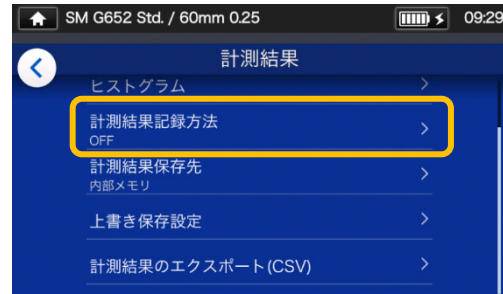 SM G652 Std. / 60mm 0.25 09:29
計測結果
ヒストグラム
計測結果記録方法
OFF
計測結果保存先
内部メモリ
上書き保存設定
計測結果のエクスポート(CSV)